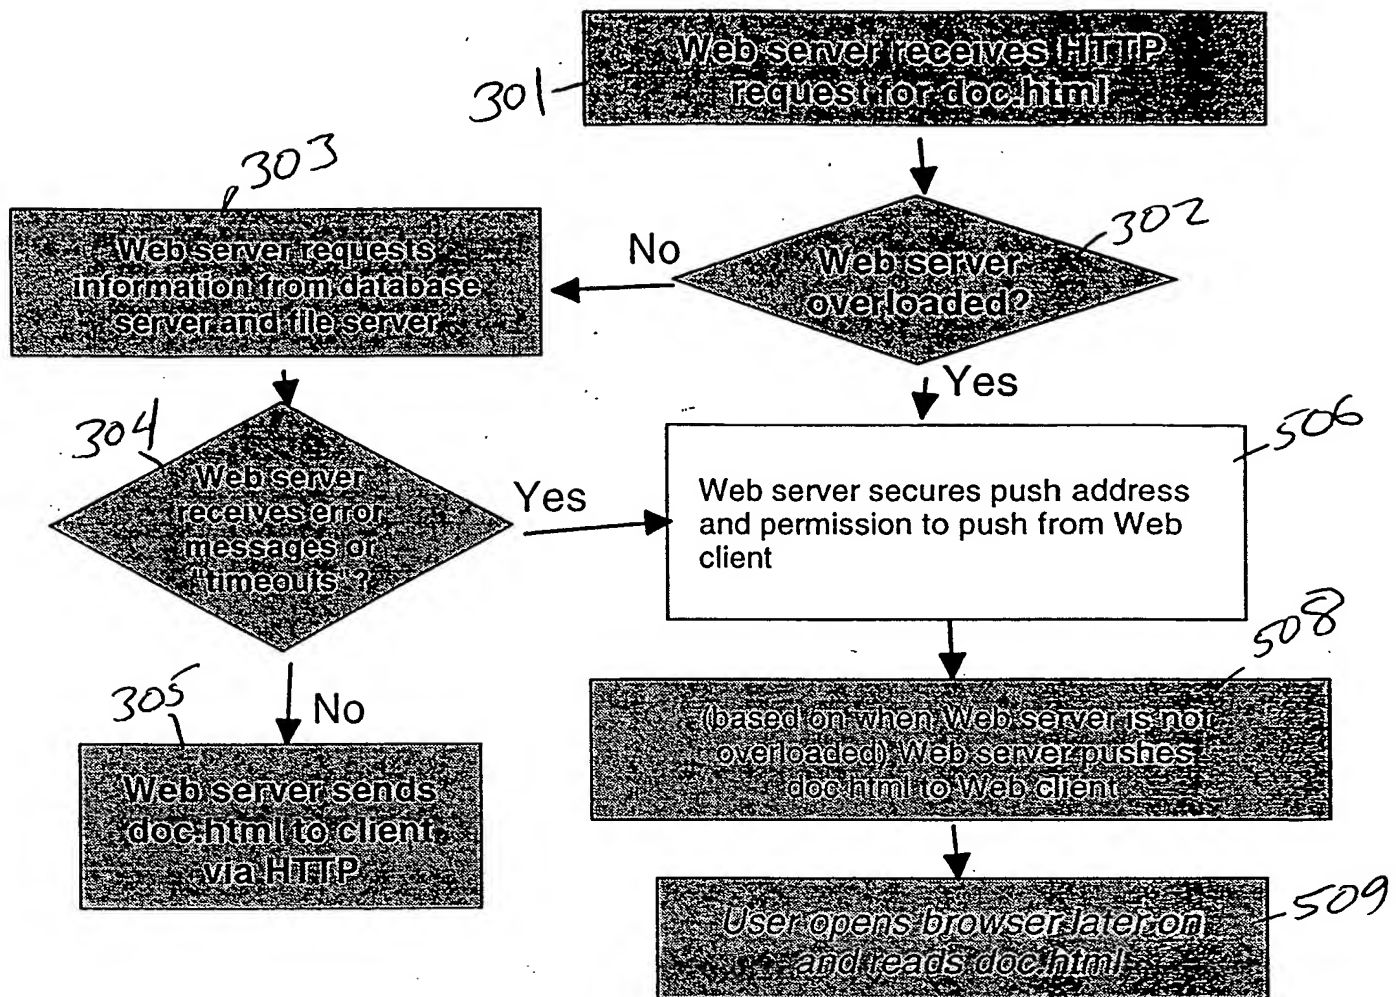 Web server receives HTTP
request for doc.html
301
303
302
Web server requests
information from database
server and file server
No
Web server
overloaded?
Yes
304
506
Web server
receives error
messages or
"timeouts"?
Yes
Web server secures push address
and permission to push from Web
client
508
305
No
(based on when Web server is not
overloaded) Web server pushes
doc.html to Web client
Web server sends
doc.html to client
via HTTP
509
User opens browser later on
and reads doc.html